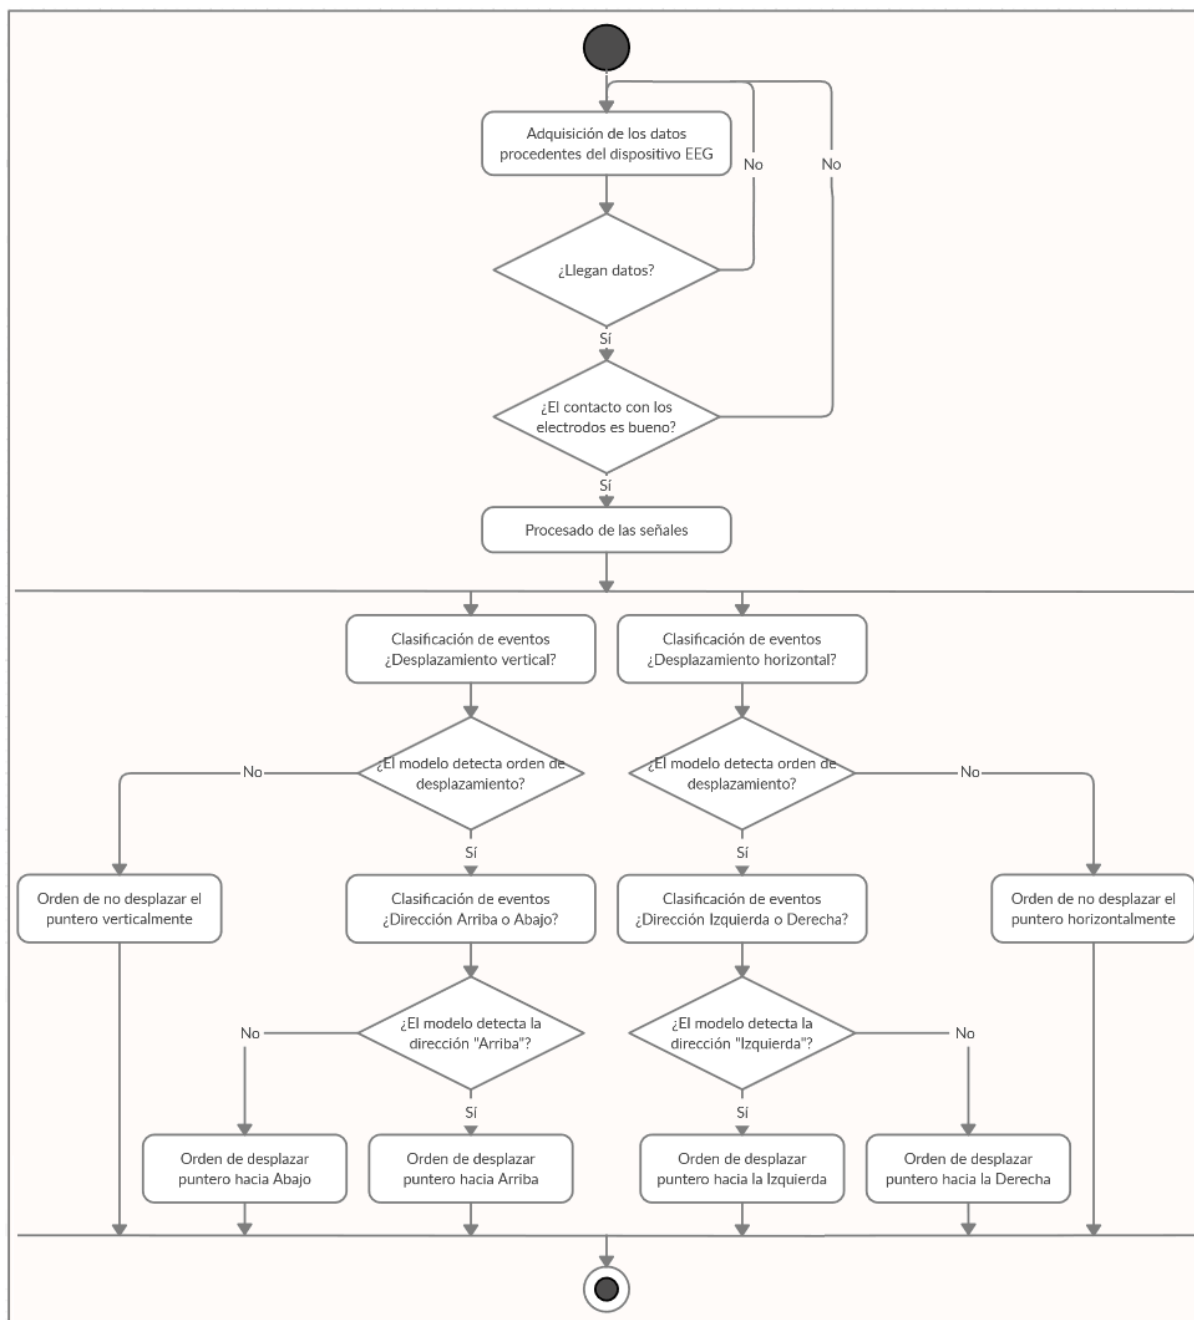 Adquisición de los datos
procedentes del dispositivo EEG
No
No
¿Llegan datos?
Sí
¿El contacto con los
electrodos es bueno?
Sí
Procesado de las señales
Clasificación de eventos
¿Desplazamiento vertical?
Clasificación de eventos
¿Desplazamiento horizontal?
No
¿El modelo detecta orden de
desplazamiento?
¿El modelo detecta orden de
desplazamiento?
No
Sí
Sí
Orden de no desplazar el
puntero verticalmente
Clasificación de eventos
¿Dirección Arriba o Abajo?
Clasificación de eventos
¿Dirección Izquierda o Derecha?
Orden de no desplazar el
puntero horizontalmente
No
¿El modelo detecta la
dirección "Arriba"?
¿El modelo detecta la
dirección "Izquierda"?
No
Sí
Sí
Orden de desplazar
puntero hacia Abajo
Orden de desplazar
puntero hacia Arriba
Orden de desplazar
puntero hacia la Izquierda
Orden de desplazar
puntero hacia la Derecha